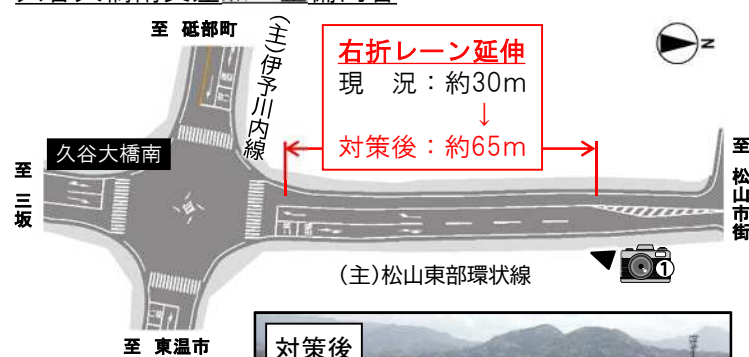 至 砥部町
(主)伊予川内線
右折レーン延伸
現 況：約30m
↓
対策後：約65m
N
久谷大橋南
至 三坂
至 松山市街
(主)松山東部環状線
①
至 東温市
対策後